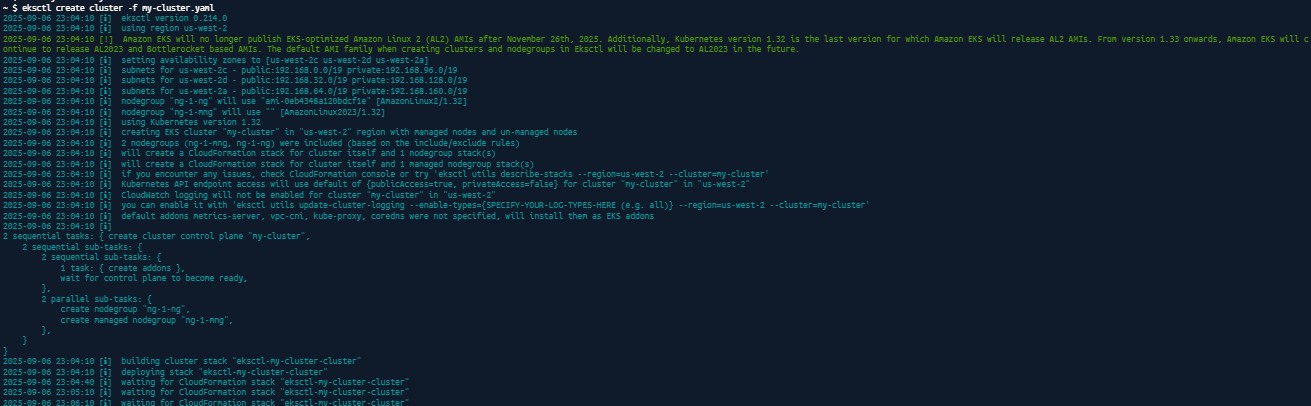 ~ $ eksctl create cluster -f my-cluster.yaml
2025-09-06 23:04:10 [ℹ]  eksctl version 0.214.0
2025-09-06 23:04:10 [ℹ]  using region us-west-2
2025-09-06 23:04:10 [!]  Amazon EKS will no longer publish EKS-optimized Amazon Linux 2 (AL2) AMIs after November 26th, 2025. Additionally, Kubernetes version 1.32 is the last version for which Amazon EKS will release AL2 AMIs. From version 1.33 onwards, Amazon EKS will c
ontinue to release AL2023 and Bottlerocket based AMIs. The default AMI family when creating clusters and nodegroups in Eksctl will be changed to AL2023 in the future.
2025-09-06 23:04:10 [ℹ]  setting availability zones to [us-west-2c us-west-2d us-west-2a]
2025-09-06 23:04:10 [ℹ]  subnets for us-west-2c - public:192.168.0.0/19 private:192.168.96.0/19
2025-09-06 23:04:10 [ℹ]  subnets for us-west-2d - public:192.168.32.0/19 private:192.168.128.0/19
2025-09-06 23:04:10 [ℹ]  subnets for us-west-2a - public:192.168.64.0/19 private:192.168.160.0/19
2025-09-06 23:04:10 [ℹ]  nodegroup "ng-1-ng" will use "ami-0eb4348a120bdcf1e" [AmazonLinux2/1.32]
2025-09-06 23:04:10 [ℹ]  nodegroup "ng-1-mng" will use "" [AmazonLinux2023/1.32]
2025-09-06 23:04:10 [ℹ]  using Kubernetes version 1.32
2025-09-06 23:04:10 [ℹ]  creating EKS cluster "my-cluster" in "us-west-2" region with managed nodes and un-managed nodes
2025-09-06 23:04:10 [ℹ]  2 nodegroups (ng-1-mng, ng-1-ng) were included (based on the include/exclude rules)
2025-09-06 23:04:10 [ℹ]  will create a CloudFormation stack for cluster itself and 1 nodegroup stack(s)
2025-09-06 23:04:10 [ℹ]  will create a CloudFormation stack for cluster itself and 1 managed nodegroup stack(s)
2025-09-06 23:04:10 [ℹ]  if you encounter any issues, check CloudFormation console or try 'eksctl utils describe-stacks --region=us-west-2 --cluster=my-cluster'
2025-09-06 23:04:10 [ℹ]  Kubernetes API endpoint access will use default of {publicAccess=true, privateAccess=false} for cluster "my-cluster" in "us-west-2"
2025-09-06 23:04:10 [ℹ]  CloudWatch logging will not be enabled for cluster "my-cluster" in "us-west-2"
2025-09-06 23:04:10 [ℹ]  you can enable it with 'eksctl utils update-cluster-logging --enable-types={SPECIFY-YOUR-LOG-TYPES-HERE (e.g. all)} --region=us-west-2 --cluster=my-cluster'
2025-09-06 23:04:10 [ℹ]  default addons metrics-server, vpc-cni, kube-proxy, coredns were not specified, will install them as EKS addons
2025-09-06 23:04:10 [ℹ]
2 sequential tasks: { create cluster control plane "my-cluster",
    2 sequential sub-tasks: {
        2 sequential sub-tasks: {
            1 task: { create addons },
            wait for control plane to become ready,
        },
        2 parallel sub-tasks: {
            create nodegroup "ng-1-ng",
            create managed nodegroup "ng-1-mng",
        },
    }
}
2025-09-06 23:04:10 [ℹ]  building cluster stack "eksctl-my-cluster-cluster"
2025-09-06 23:04:10 [ℹ]  deploying stack "eksctl-my-cluster-cluster"
2025-09-06 23:04:40 [ℹ]  waiting for CloudFormation stack "eksctl-my-cluster-cluster"
2025-09-06 23:05:10 [ℹ]  waiting for CloudFormation stack "eksctl-my-cluster-cluster"
2025-09-06 23:06:10 [ℹ]  waiting for CloudFormation stack "eksctl-my-cluster-cluster"